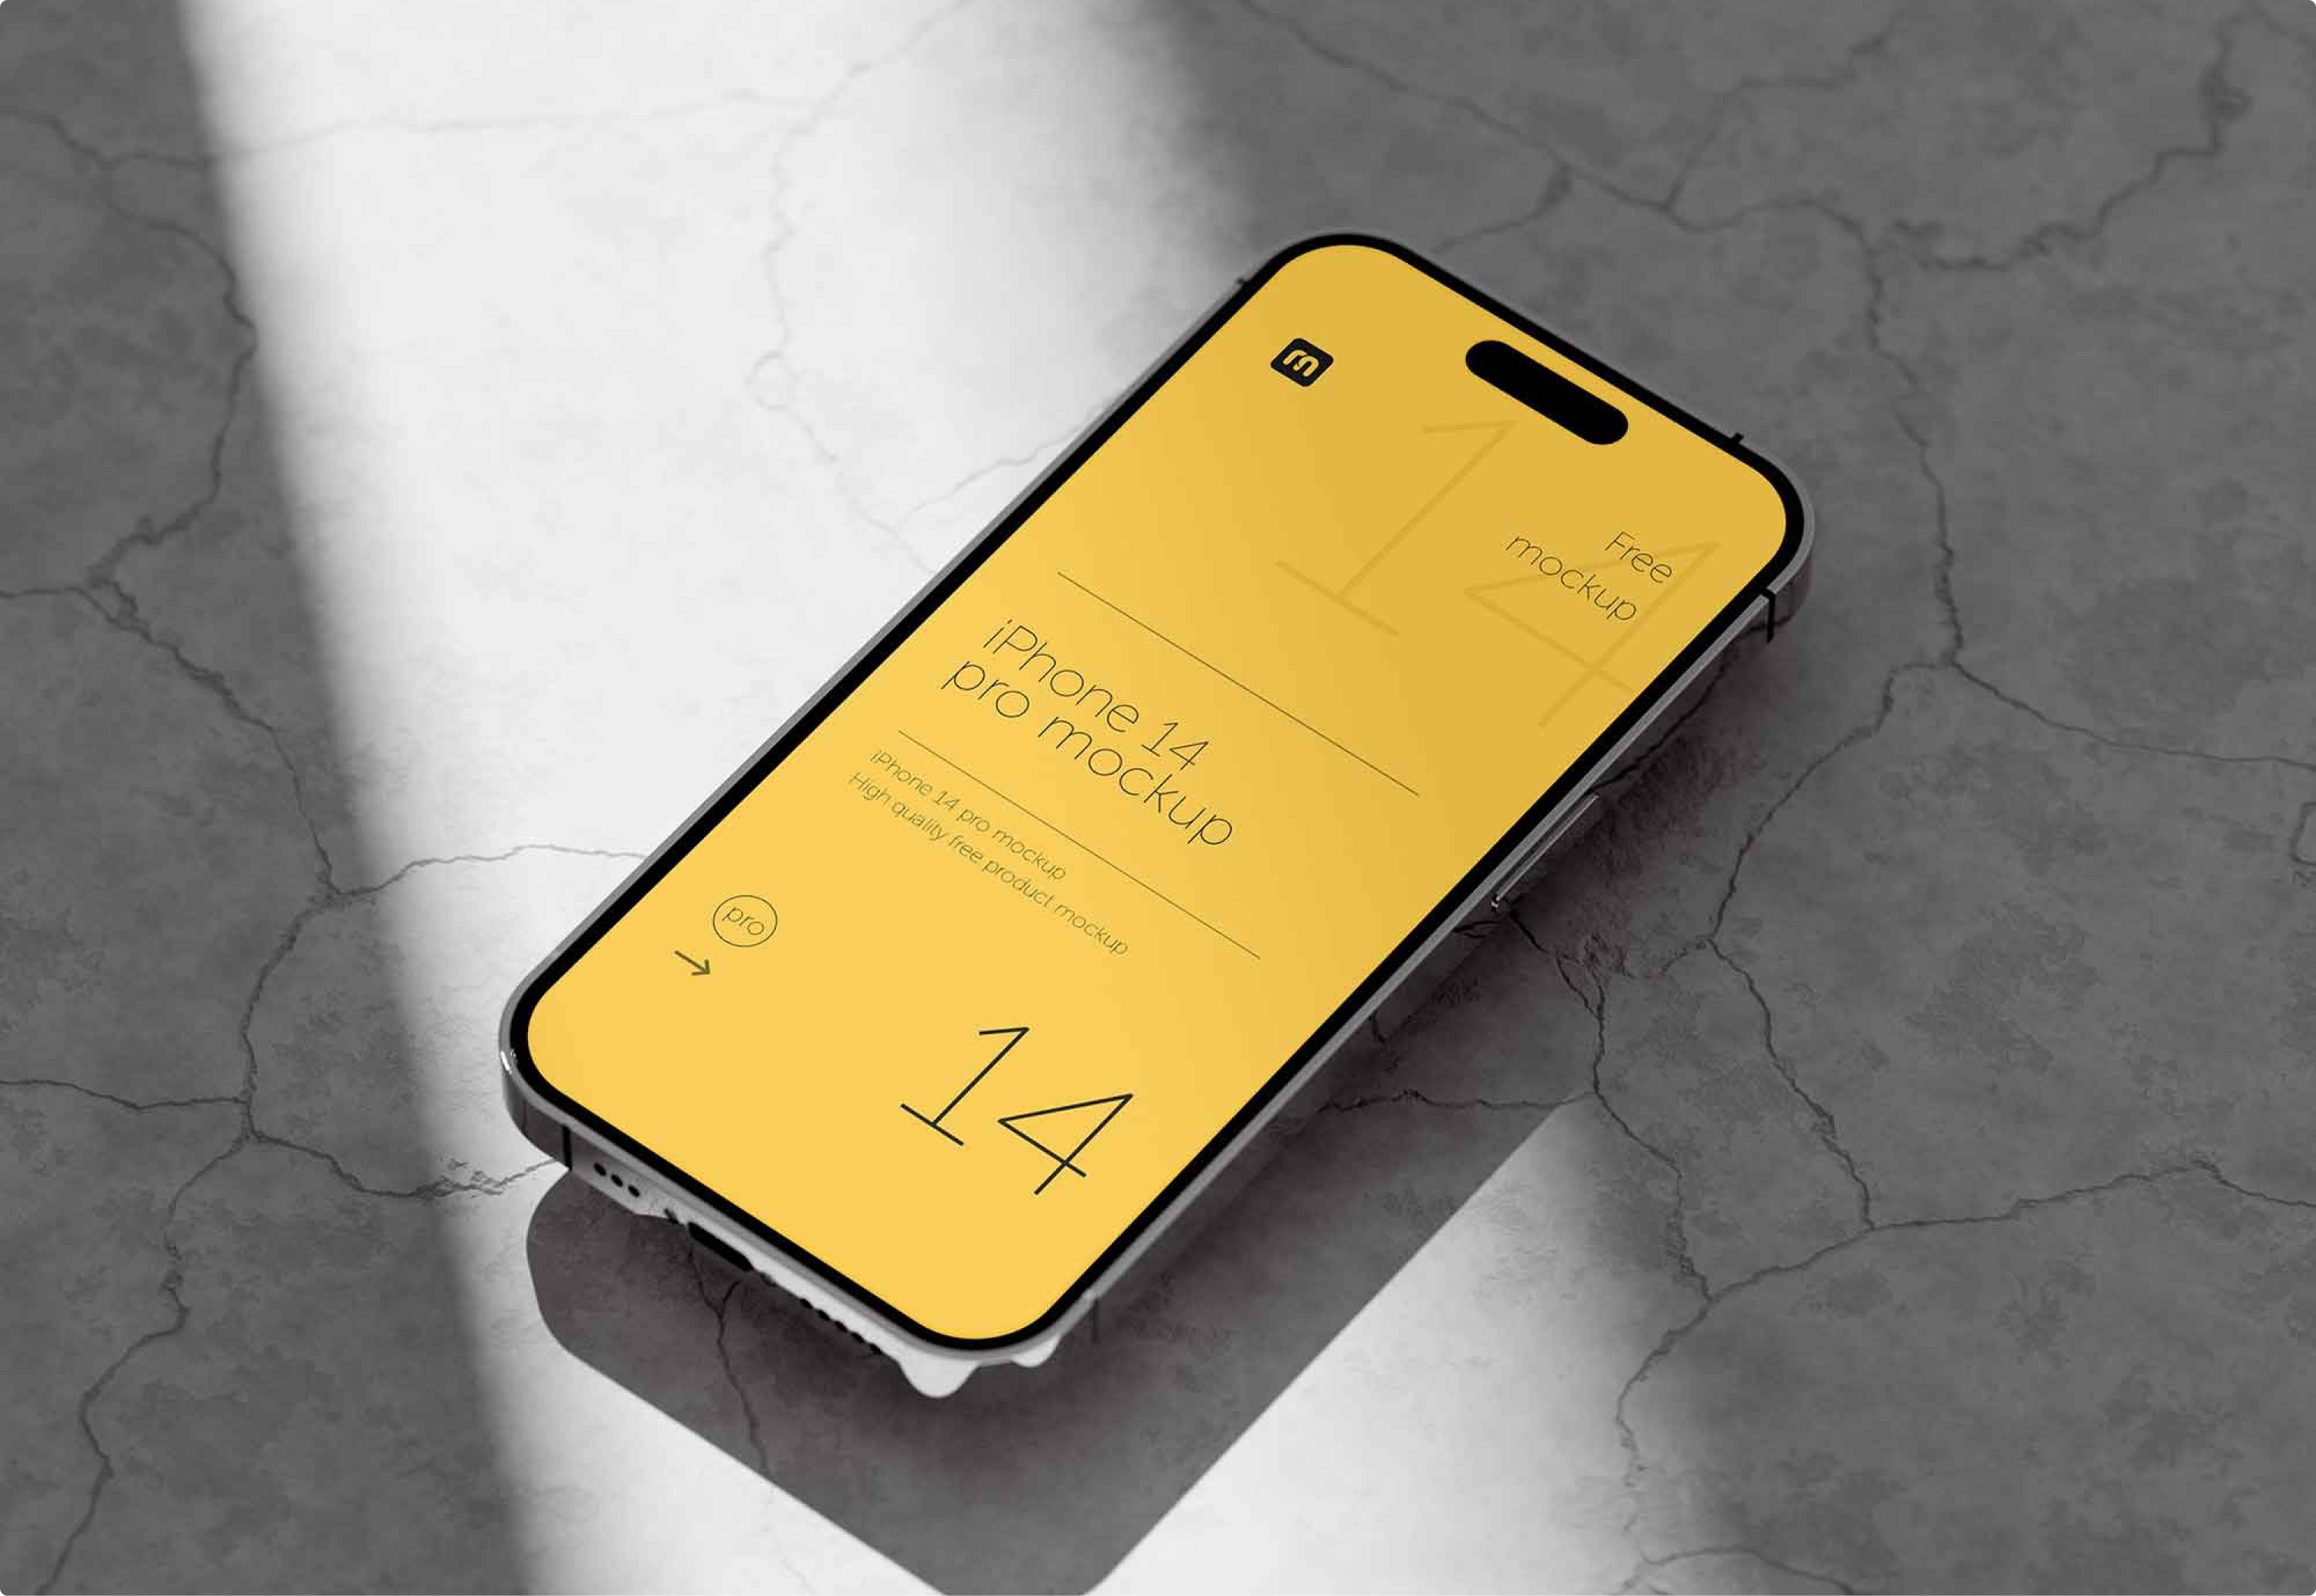 14
Free
mockup
iPhone 14
pro mockup
iPhone 14 pro mockup
High quality free product mockup
pro
14